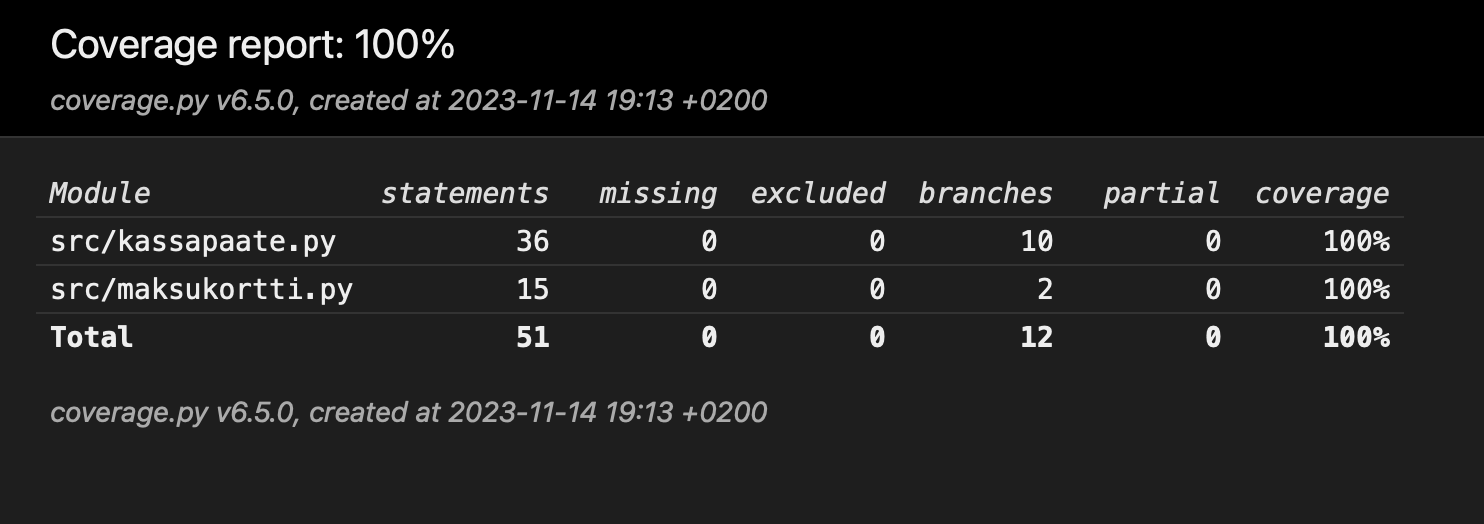 Coverage report: 100%
coverage.py v6.5.0, created at 2023-11-14 19:13 +0200
Module statements missing excluded branches partial coverage
src/kassapaate.py 36 0 0 10 0 100%
src/maksukortti.py 15 0 0 2 0 100%
Total 51 0 0 12 0 100%
coverage.py v6.5.0, created at 2023-11-14 19:13 +0200